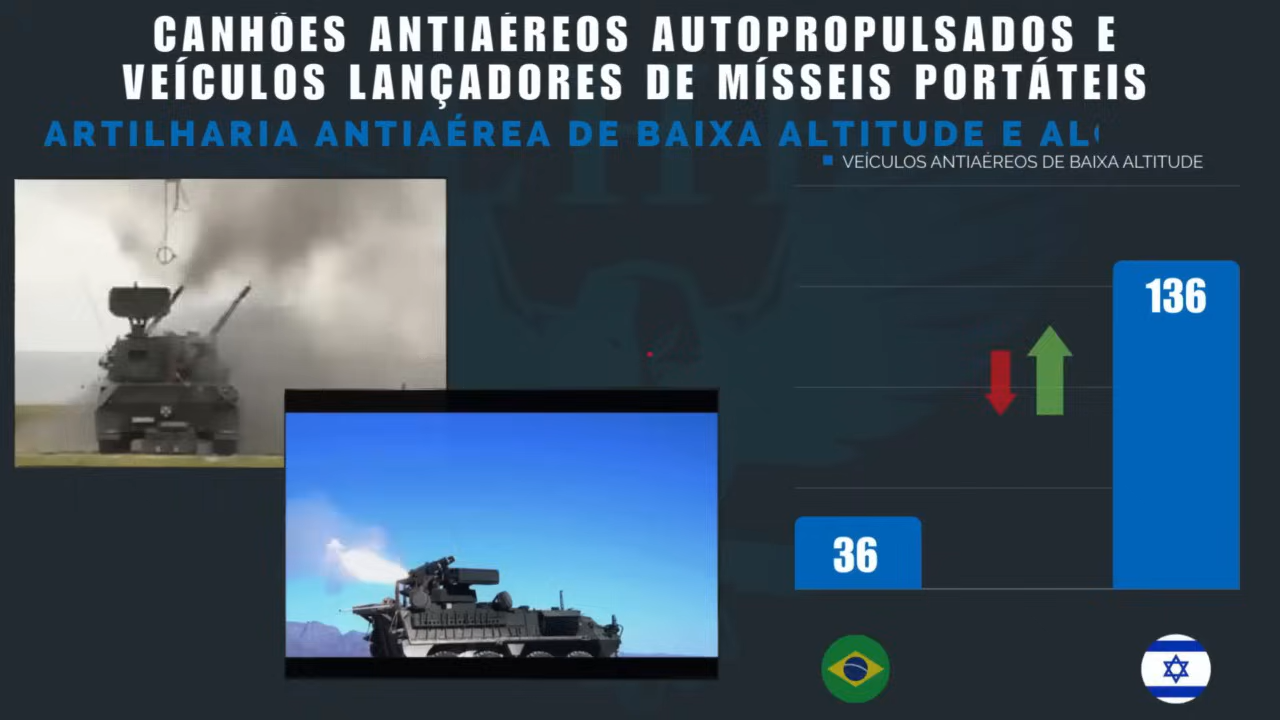 CANHÕES ANTIAÉREOS AUTOPROPULSADOS E
VEÍCULOS LANÇADORES DE MÍSSEIS PORTÁTEIS
ARTILHARIA ANTIAÉREA DE BAIXA ALTITUDE E
VEÍCULOS ANTIAÉREOS DE BAIXA ALTITUDE
136
36